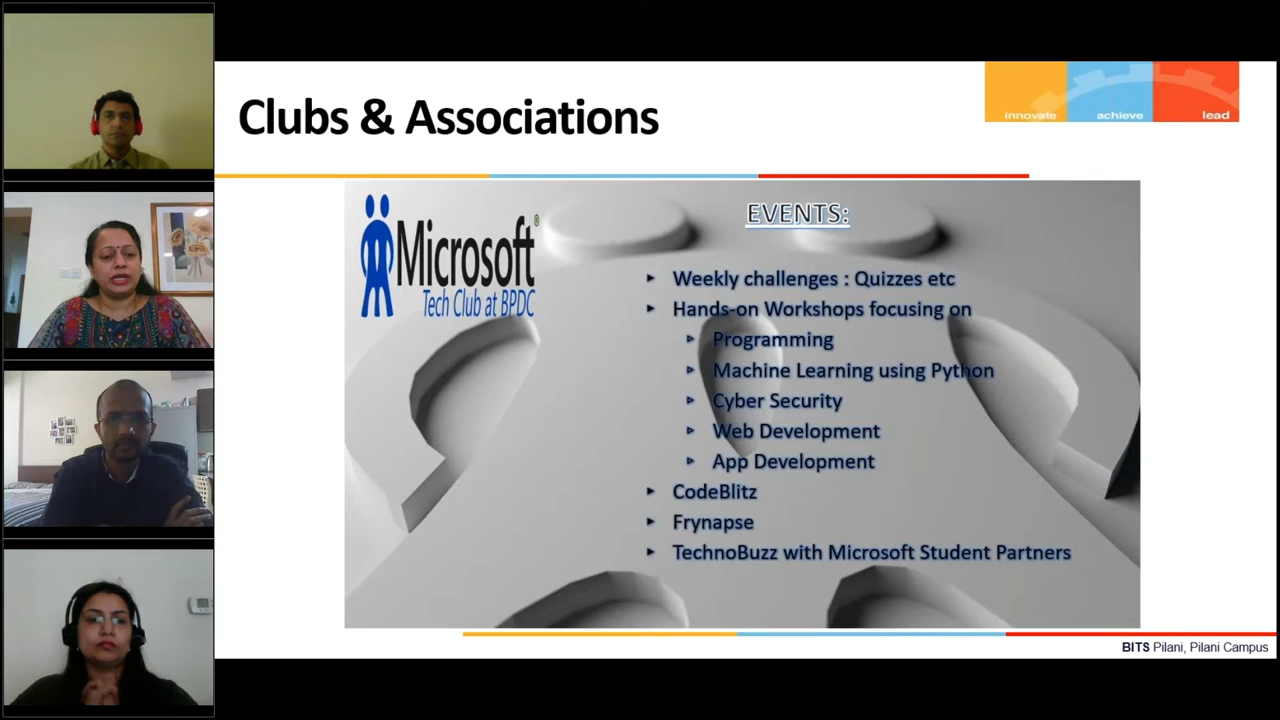 Clubs & Associations
innovate achieve lead
EVENTS:
Microsoft®
Tech Club at BPDC
Weekly challenges : Quizzes etc
Hands-on Workshops focusing on
Programming
Machine Learning using Python
Cyber Security
Web Development
App Development
CodeBlitz
Frynapse
TechnoBuzz with Microsoft Student Partners
BITS Pilani, Pilani Campus